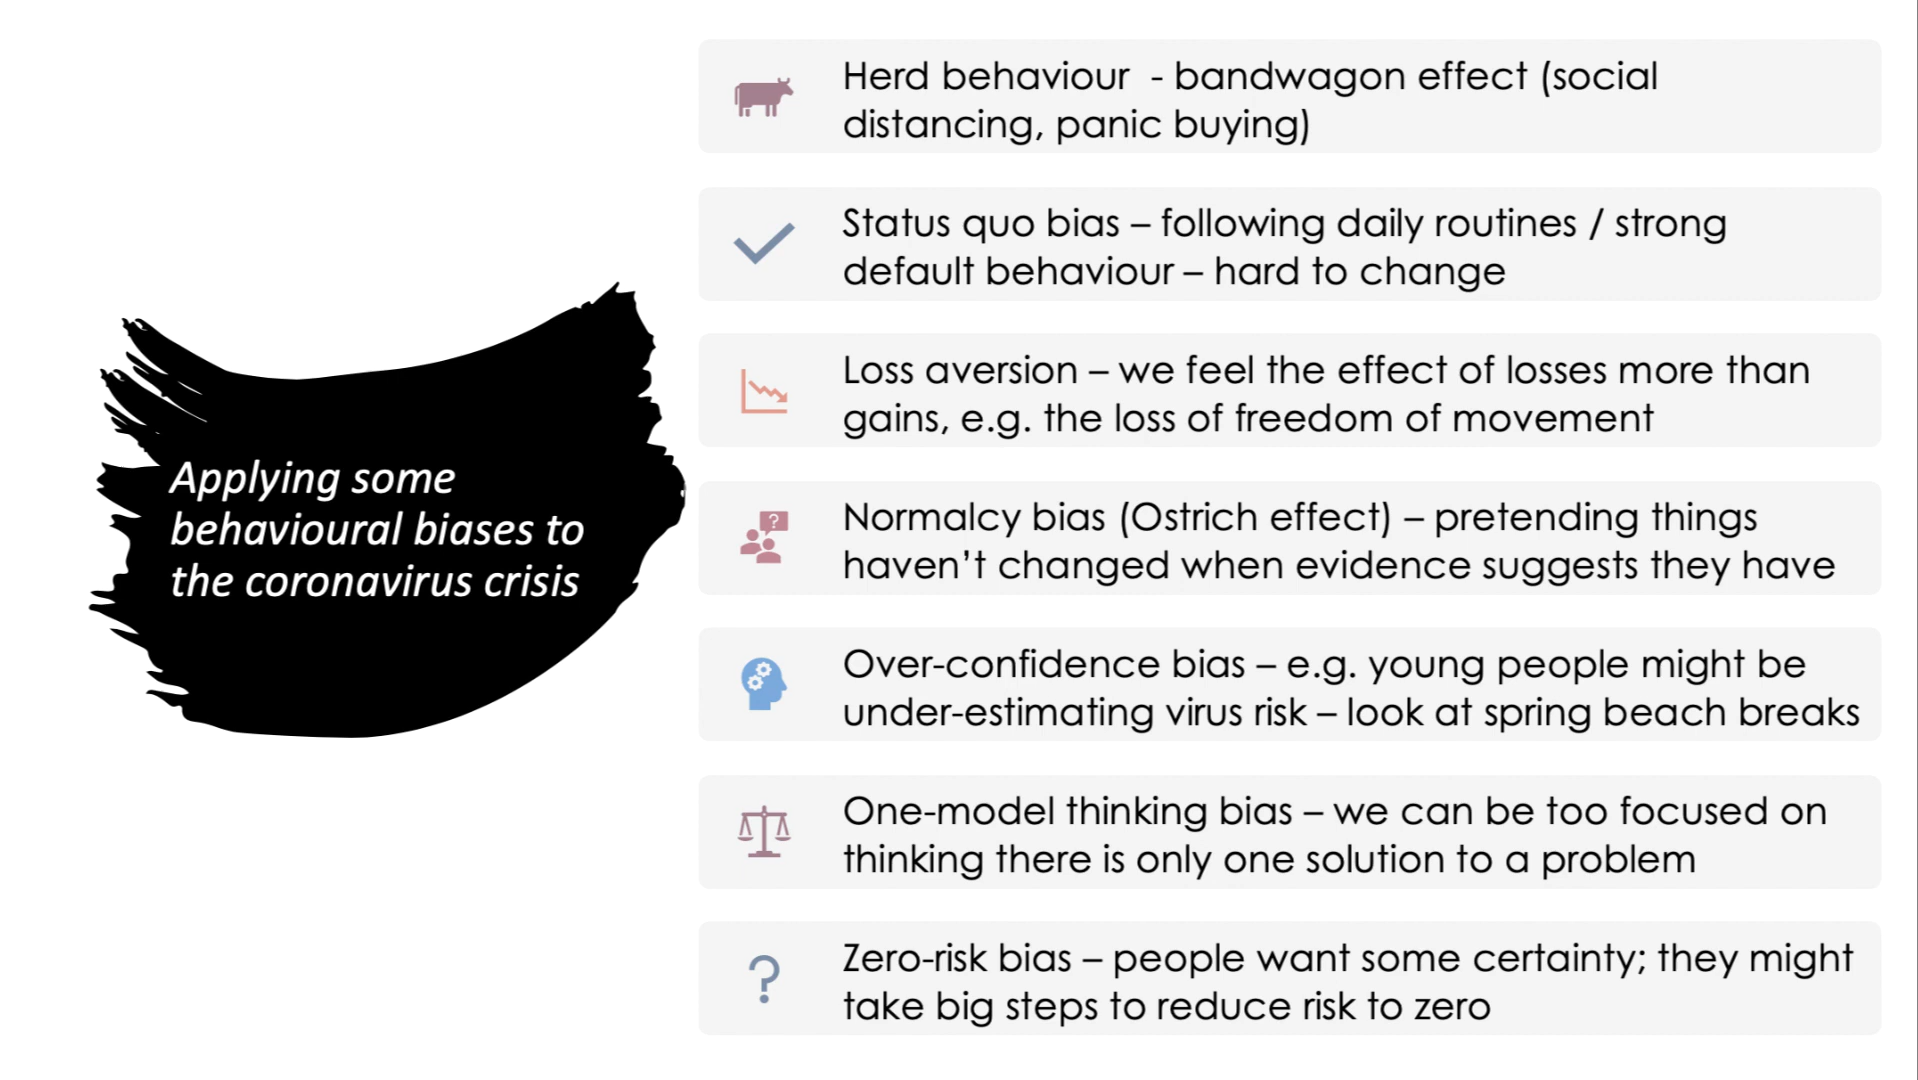 Applying some
behavioural biases to
the coronavirus crisis
Herd behaviour  - bandwagon effect (social
distancing, panic buying)
Status quo bias – following daily routines / strong
default behaviour – hard to change
Loss aversion – we feel the effect of losses more than
gains, e.g. the loss of freedom of movement
?
Normalcy bias (Ostrich effect) – pretending things
haven’t changed when evidence suggests they have
Over-confidence bias – e.g. young people might be
under-estimating virus risk – look at spring beach breaks
One-model thinking bias – we can be too focused on
thinking there is only one solution to a problem
?
Zero-risk bias – people want some certainty; they might
take big steps to reduce risk to zero